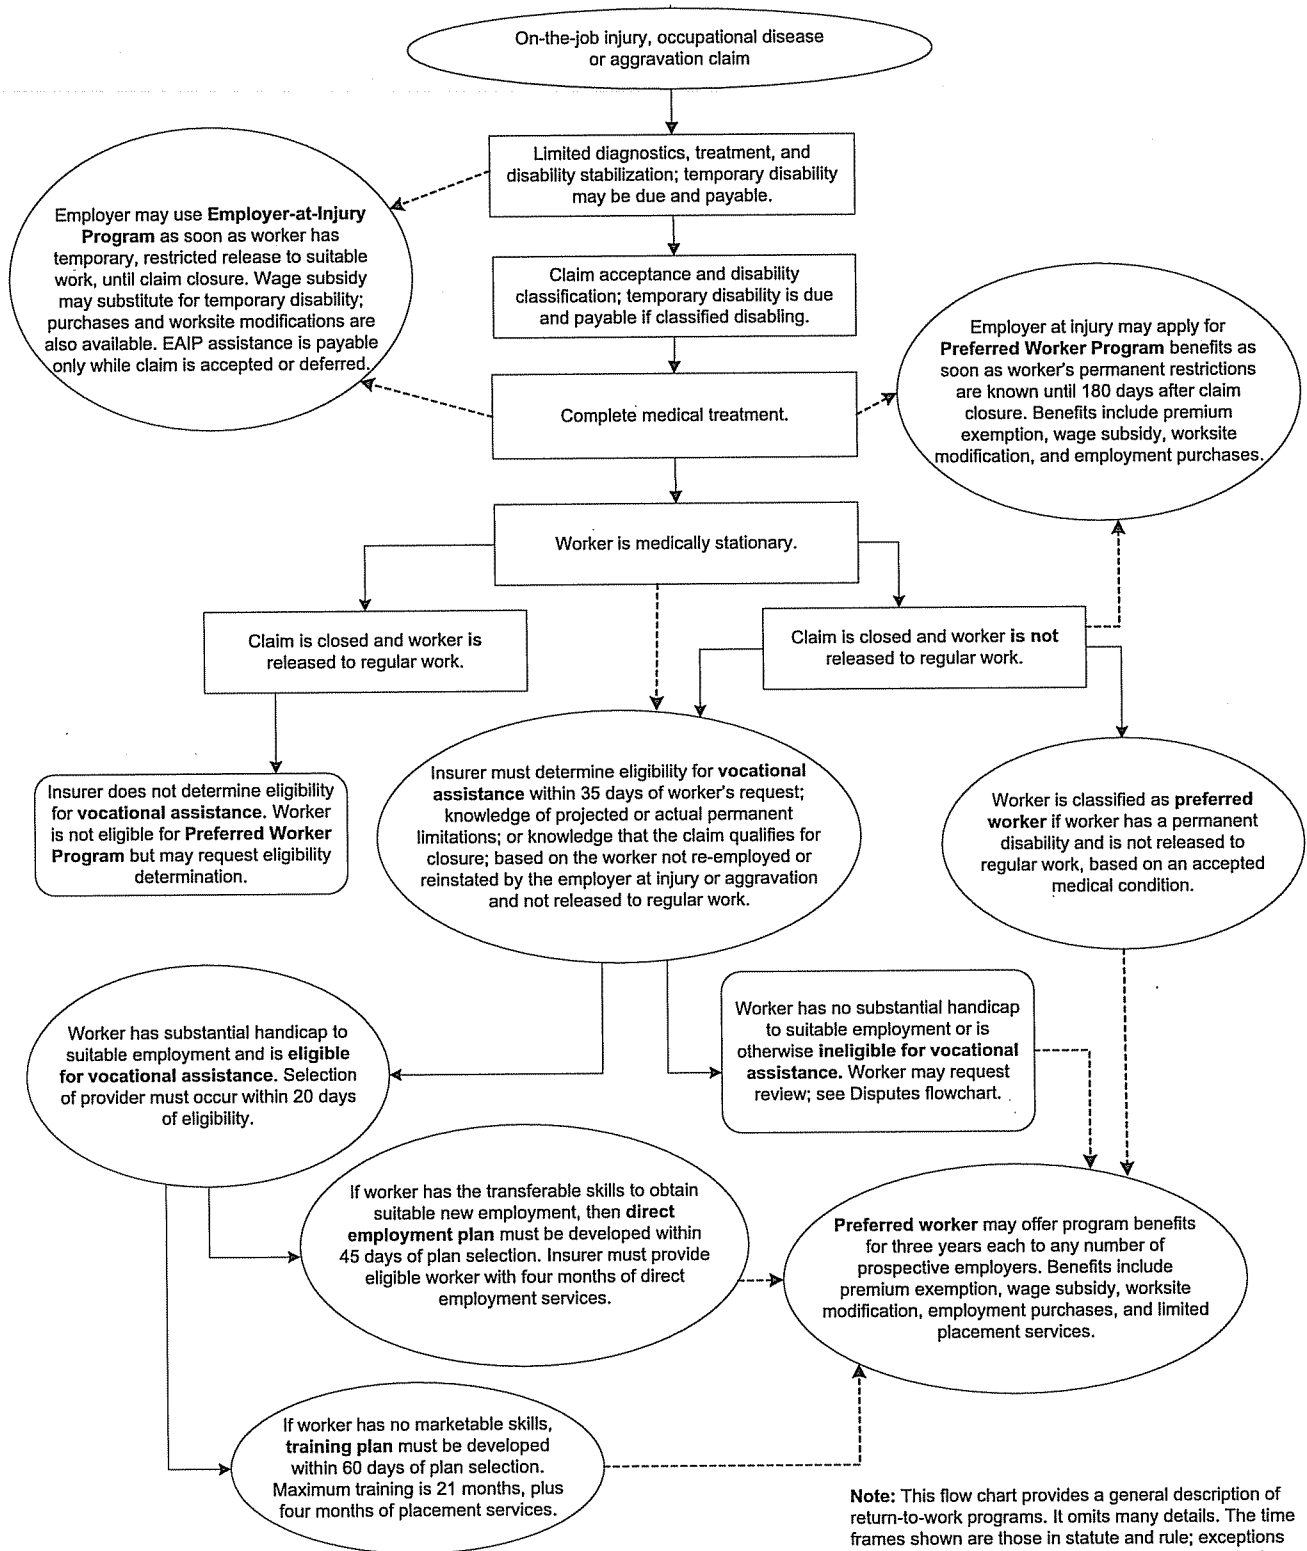 On-the-job injury, occupational disease
or aggravation claim
Limited diagnostics, treatment, and
disability stabilization; temporary disability
may be due and payable.
Employer may use Employer-at-Injury
Program as soon as worker has
temporary, restricted release to suitable
work, until claim closure. Wage subsidy
may substitute for temporary disability;
purchases and worksite modifications are
also available. EAIP assistance is payable
only while claim is accepted or deferred.
Claim acceptance and disability
classification; temporary disability is due
and payable if classified disabling.
Employer at injury may apply for
Preferred Worker Program benefits as
soon as worker's permanent restrictions
are known until 180 days after claim
closure. Benefits include premium
exemption, wage subsidy, worksite
modification, and employment purchases.
Complete medical treatment.
Worker is medically stationary.
Claim is closed and worker is
released to regular work.
Claim is closed and worker is not
released to regular work.
Insurer does not determine eligibility
for vocational assistance. Worker
is not eligible for Preferred Worker
Program but may request eligibility
determination.
Insurer must determine eligibility for vocational
assistance within 35 days of worker's request;
knowledge of projected or actual permanent
limitations; or knowledge that the claim qualifies for
closure; based on the worker not re-employed or
reinstated by the employer at injury or aggravation
and not released to regular work.
Worker is classified as preferred
worker if worker has a permanent
disability and is not released to
regular work, based on an accepted
medical condition.
Worker has substantial handicap to
suitable employment and is eligible
for vocational assistance. Selection
of provider must occur within 20 days
of eligibility.
Worker has no substantial handicap
to suitable employment or is
otherwise ineligible for vocational
assistance. Worker may request
review; see Disputes flowchart.
If worker has the transferable skills to obtain
suitable new employment, then direct
employment plan must be developed within
45 days of plan selection. Insurer must provide
eligible worker with four months of direct
employment services.
Preferred worker may offer program benefits
for three years each to any number of
prospective employers. Benefits include
premium exemption, wage subsidy, worksite
modification, employment purchases, and limited
placement services.
If worker has no marketable skills,
training plan must be developed
within 60 days of plan selection.
Maximum training is 21 months, plus
four months of placement services.
Note: This flow chart provides a general description of
return-to-work programs. It omits many details. The time
frames shown are those in statute and rule; exceptions